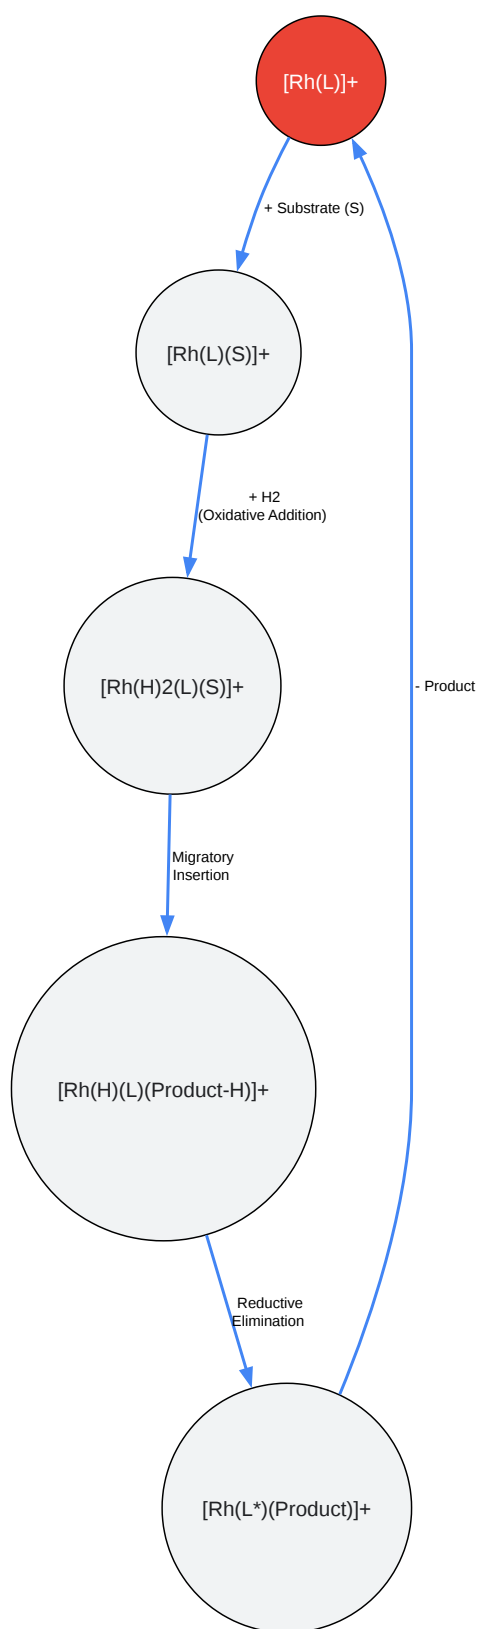 [Rh(L)]+
+ Substrate (S)
[Rh(L)(S)]+
+ H2
(Oxidative Addition)
[Rh(H)2(L)(S)]+
- Product
Migratory
Insertion
[Rh(H)(L)(Product-H)]+
Reductive
Elimination
[Rh(L*)(Product)]+